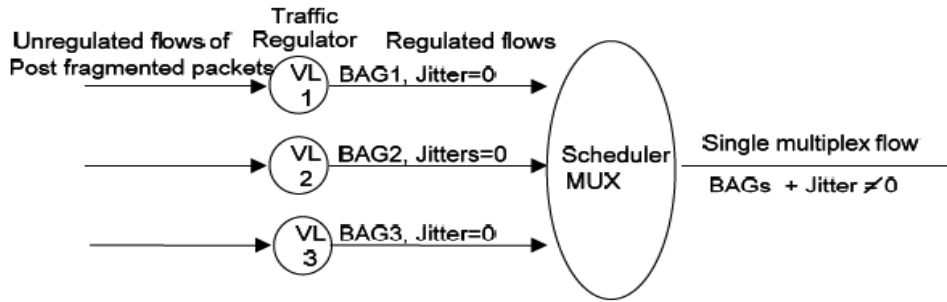 Traffic
Unregulated flows of Regulator Regulated flows
Post fragmented packets
VL
1
BAG1, Jitter=0
VL
2
BAG2, Jitters=0
VL
3
BAG3, Jitter=0
Scheduler
MUX
Single multiplex flow
BAGs + Jitter ≠0